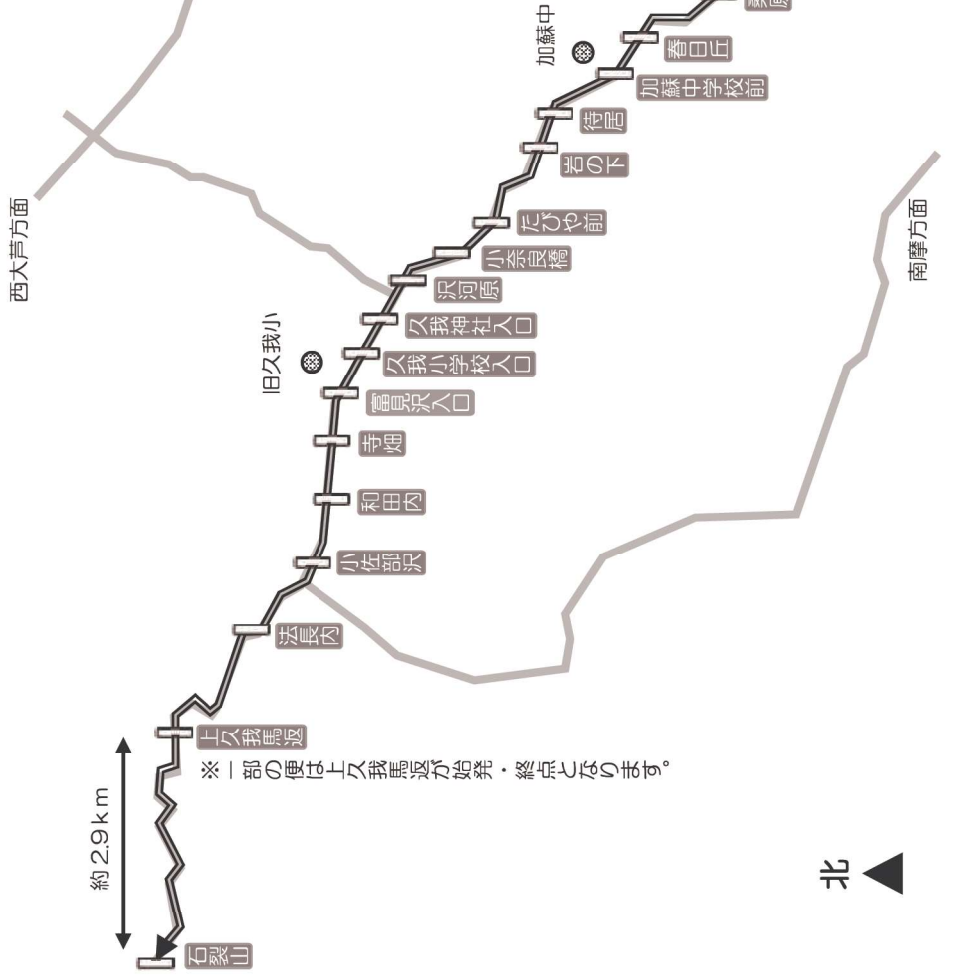 西大芦方面
加蘇中
春日丘
加蘇中学校前
待居
岩の下
たびや前
小奈良橋
沢河原
久我神社入口
旧久我小
久我小学校入口
富見沢入口
寺畑
和田内
小佐部沢
法長内
上久我馬返
※一部の便は上久我馬返が始発・終点となります。
約2.9km
石裂山
南摩方面
北